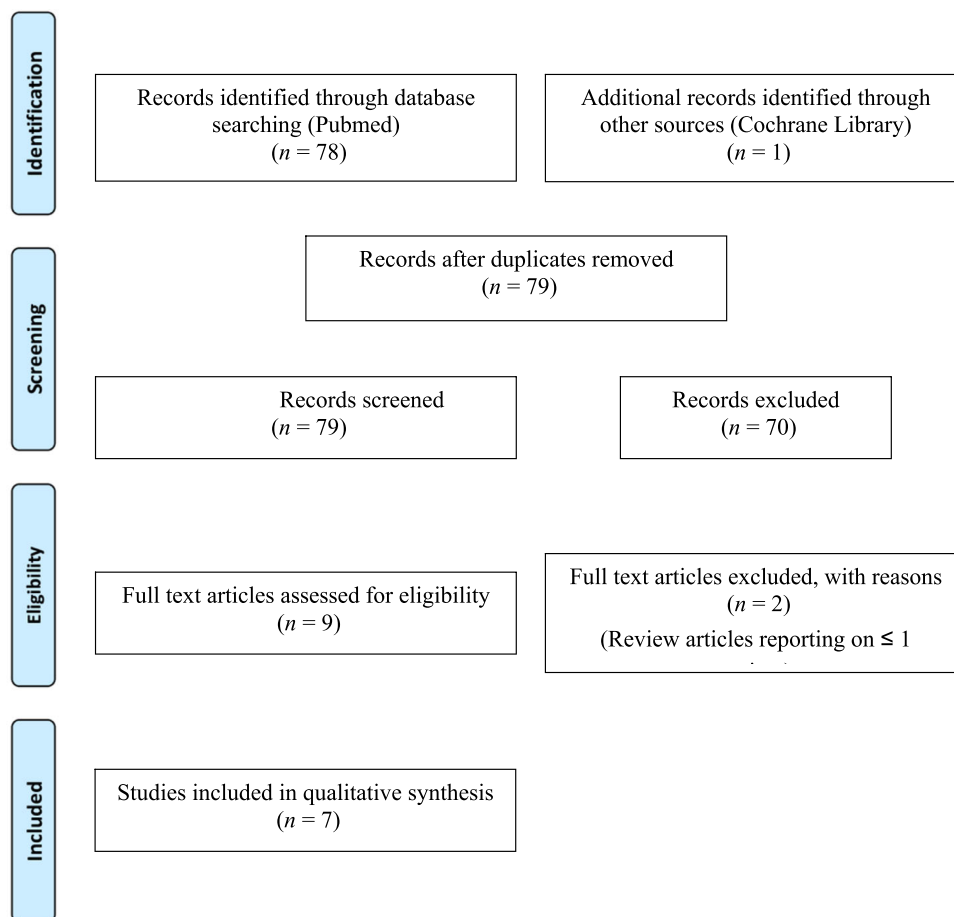 Identification
Records identified through database
searching (Pubmed)
(n = 78)
Additional records identified through
other sources (Cochrane Library)
(n = 1)
Screening
Records after duplicates removed
(n = 79)
Records screened
(n = 79)
Records excluded
(n = 70)
Eligibility
Full text articles assessed for eligibility
(n = 9)
Full text articles excluded, with reasons
(n = 2)
(Review articles reporting on ≤ 1
Included
Studies included in qualitative synthesis
(n = 7)